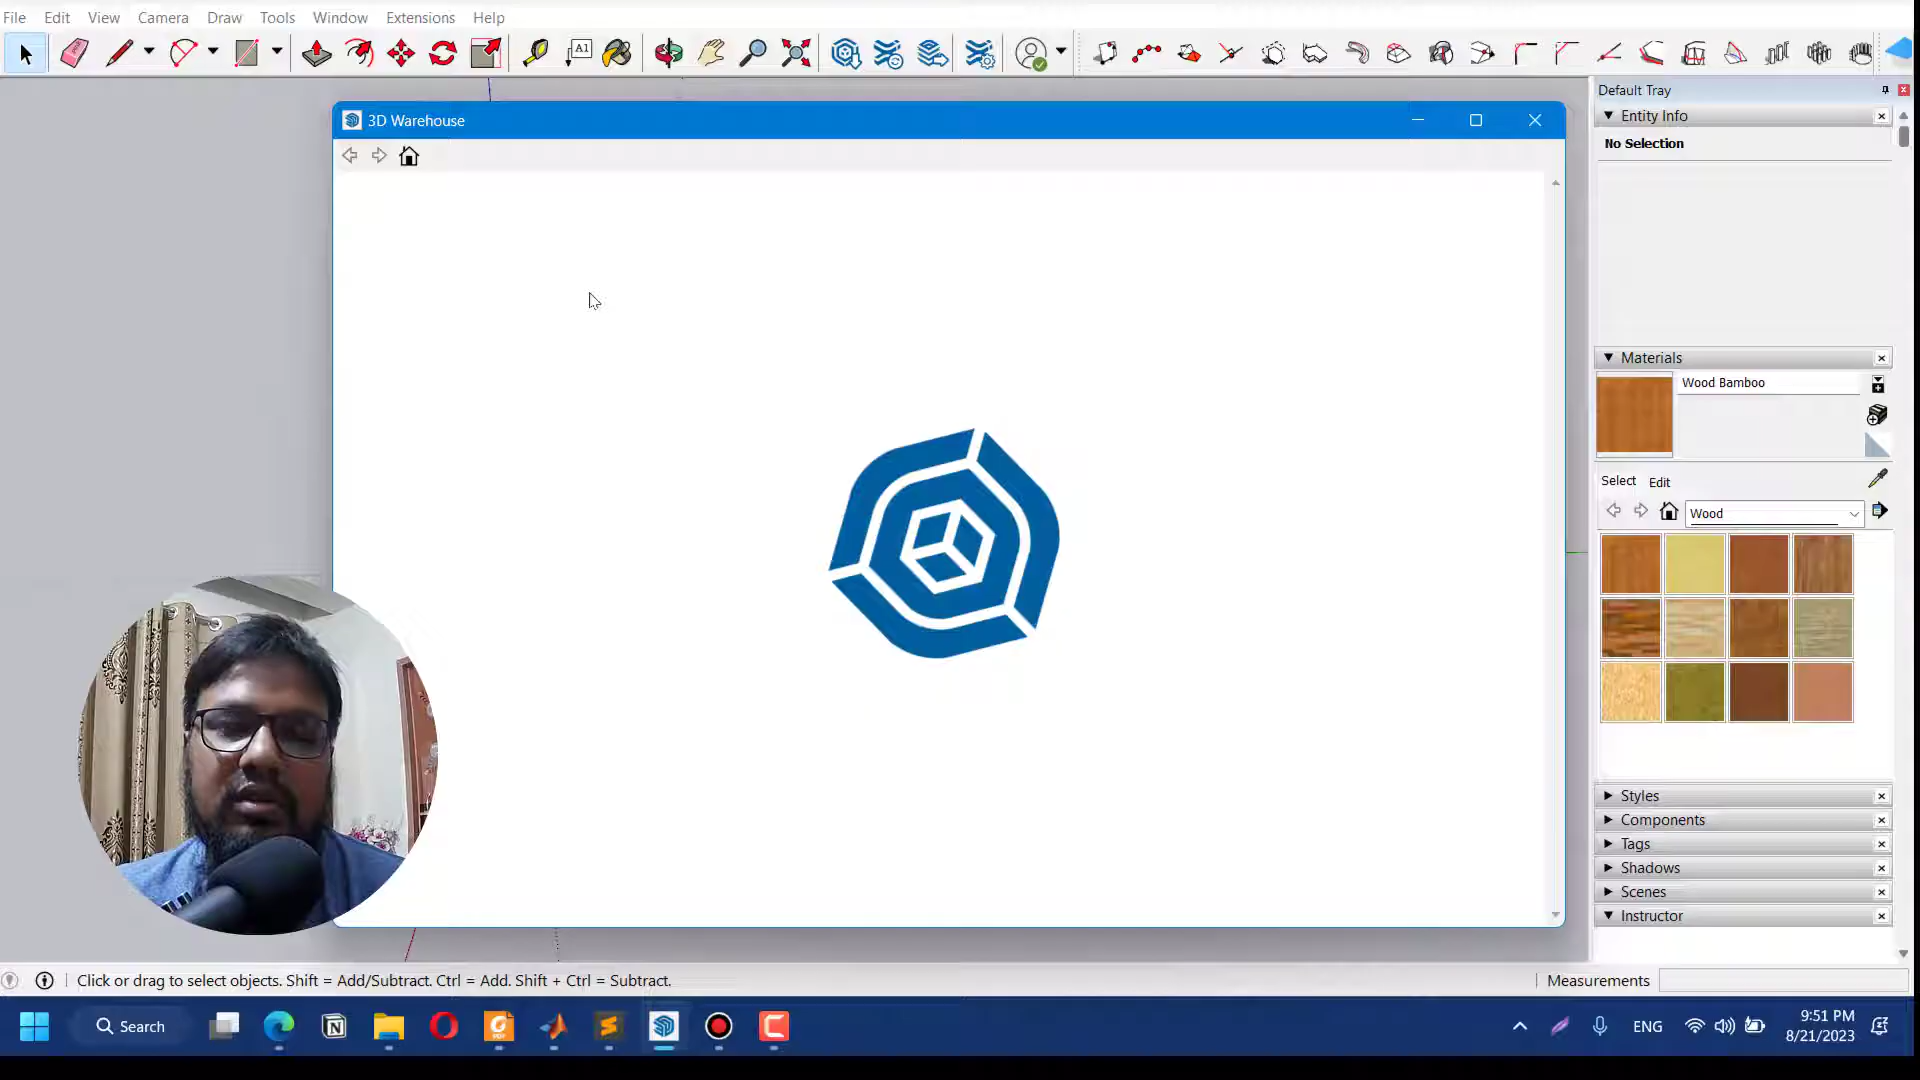 File Edit View Camera Draw Tools Window Extensions Help
A1
Default Tray
Entity Info
No Selection
3D Warehouse
Materials
Wood Bamboo
Select Edit
Wood
Styles
Components
Tags
Shadows
Scenes
Instructor
Click or drag to select objects. Shift = Add/Subtract. Ctrl = Add. Shift + Ctrl = Subtract.
Measurements
Search
ENG
9:51 PM
8/21/2023